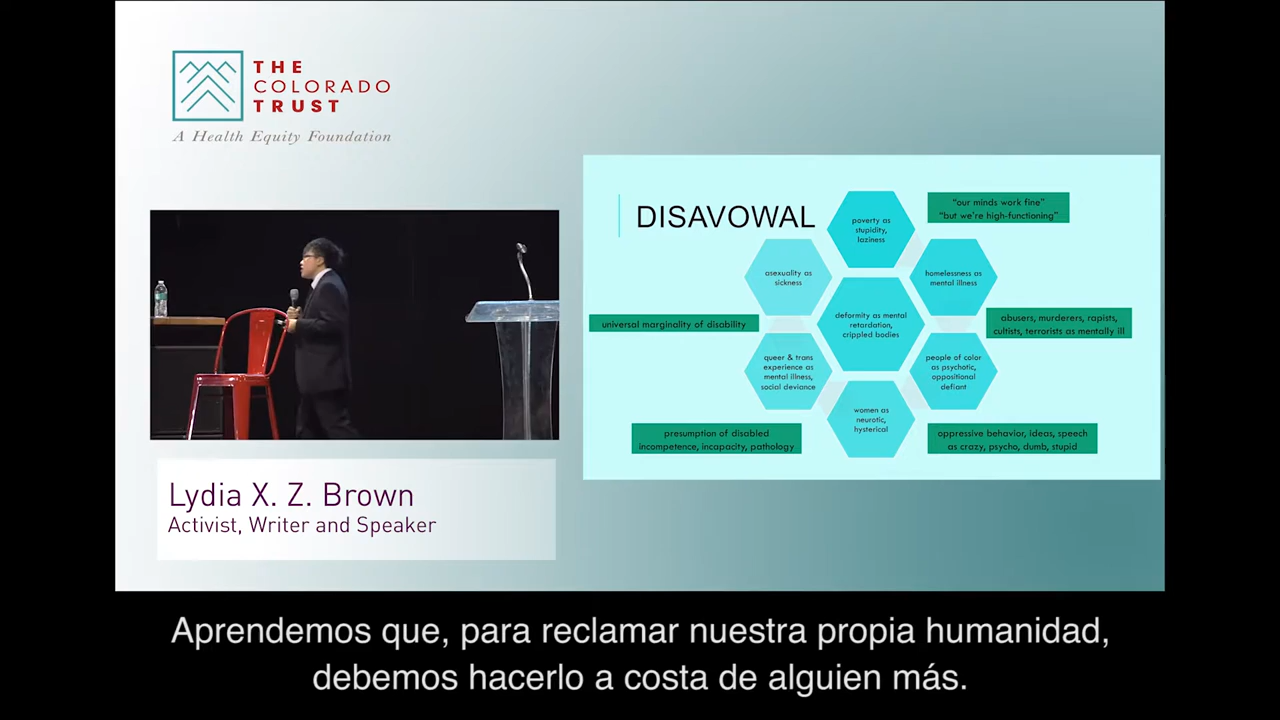 THE
COLORADO
TRUST
A Health Equity Foundation
DISAVOWAL
poverty as
stupidity,
laziness
"our minds work fine"
"but we're high-functioning"
asexuality as
sickness
homelessness as
mental illness
universal marginality of disability
deformity as mental
retardation,
crippled bodies
abusers, murderers, rapists,
cultists, terrorists as mentally ill
queer & trans
experience as
mental illness,
social deviance
people of color
as psychotic,
oppositional
defiant
women as
neurotic,
hysterical
presumption of disabled
incompetence, incapacity, pathology
oppressive behavior, ideas, speech
as crazy, psycho, dumb, stupid
Lydia X. Z. Brown
Activist, Writer and Speaker
Aprendemos que, para reclamar nuestra propia humanidad,
debemos hacerlo a costa de alguien más.